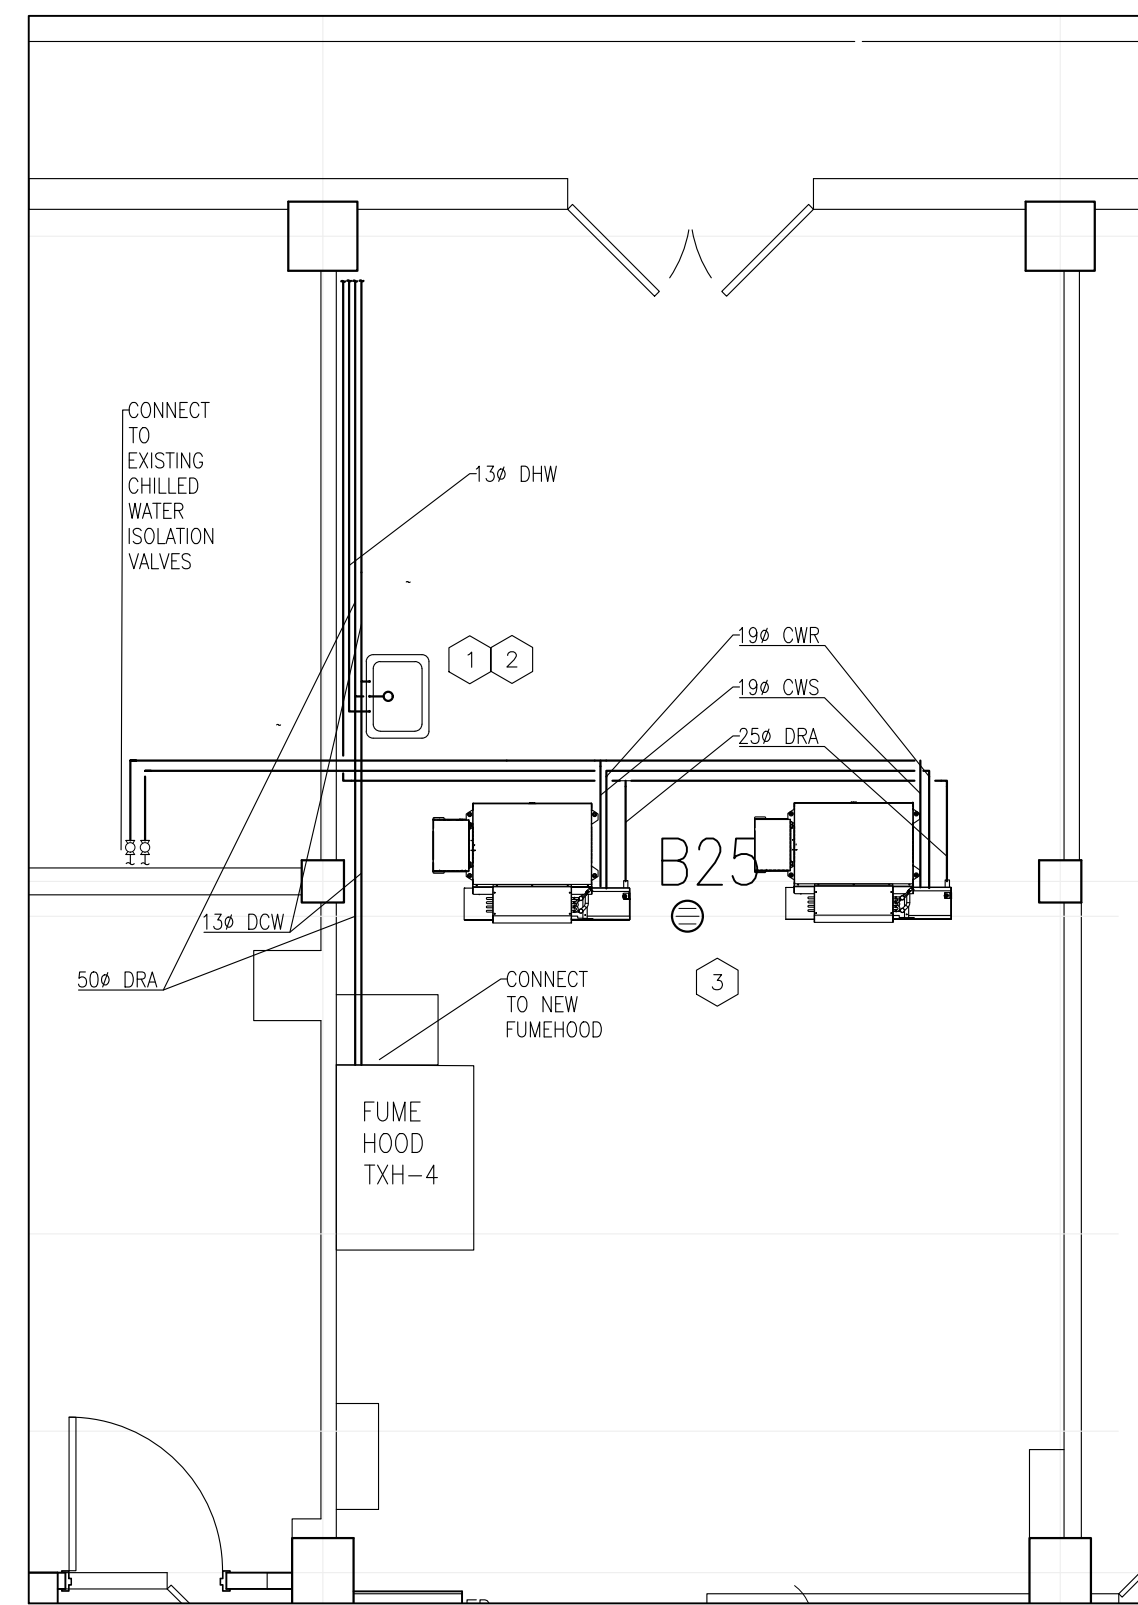 CONNECT
TO
EXISTING
CHILLED
WATER
ISOLATION
VALVES
13ø DHW
1
2
19ø CWR
19ø CWS
25ø DRA
B25
13ø DCW
50ø DRA
3
CONNECT
TO NEW
FUMEHOOD
FUME
HOOD
TXH-4